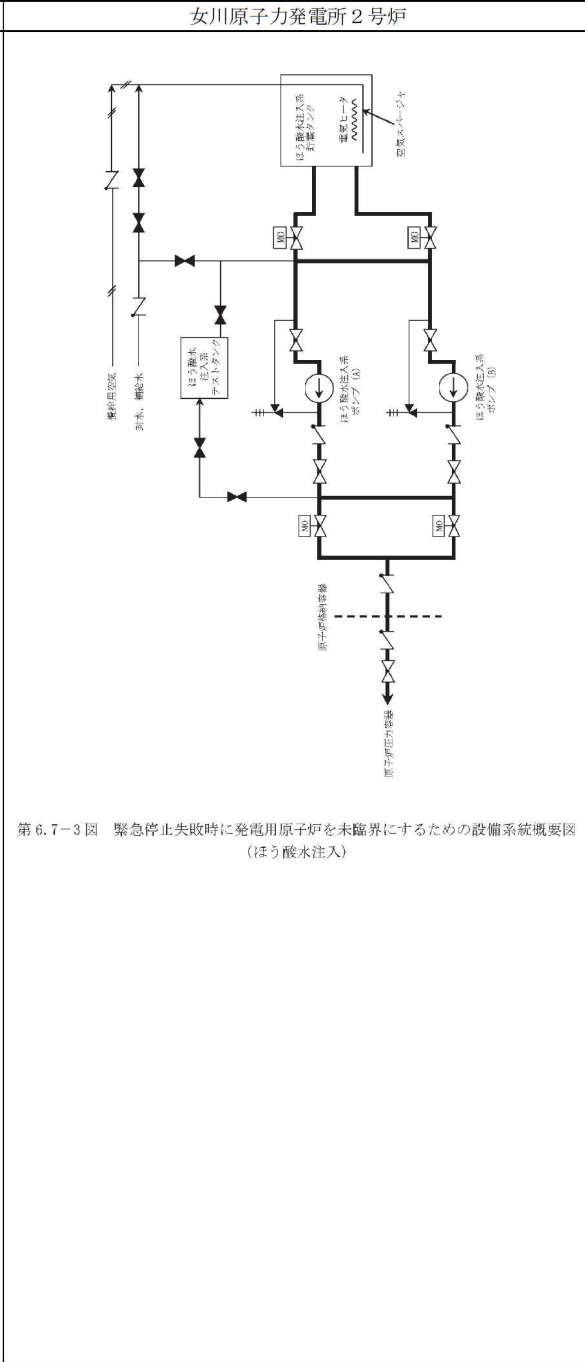 女川原子力発電所２号炉
ほう酸水注入系
貯蔵タンク
電気ヒータ
空気スパージャ
MO
MO
攪拌用空気
封水，補給水
ほう酸水
注入系
テストタンク
ほう酸水注入系
ポンプ (A)
ほう酸水注入系
ポンプ (B)
MO
MO
原子炉格納容器
原子炉圧力容器
第 6.7－3 図　緊急停止失敗時に発電用原子炉を未臨界にするための設備系統概要図
（ほう酸水注入）